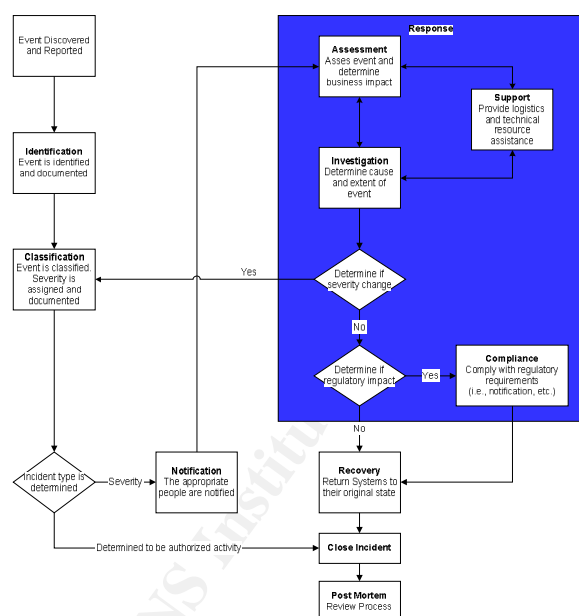 Event Discovered
and Reported
Identification
Event is identified
and documented
Classification
Event is classified.
Severity is
assigned and
documented
Incident type is
determined
Severity
Notification
The appropriate
people are notified
Determined to be authorized activity
Response
Assessment
Asses event and
determine
business impact
Support
Provide logistics
and technical
resource
assistance
Investigation
Determine cause
and extent of
event
Determine if
severity change
Yes
No
Determine if
regulatory impact
Yes
Compliance
Comply with regulatory
requirements
(i.e., notification, etc.)
No
Recovery
Return Systems to
their original state
Close Incident
Post Mortem
Review Process
NS Institu